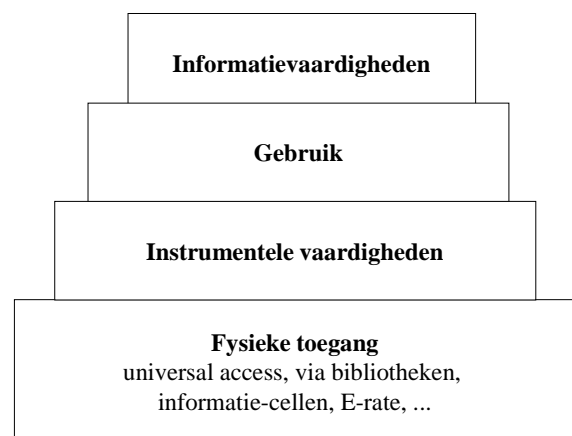 Informatievaardigheden
Gebruik
Instrumentele vaardigheden
Fysieke toegang
universal access, via bibliotheken,
informatie-cellen, E-rate, ...